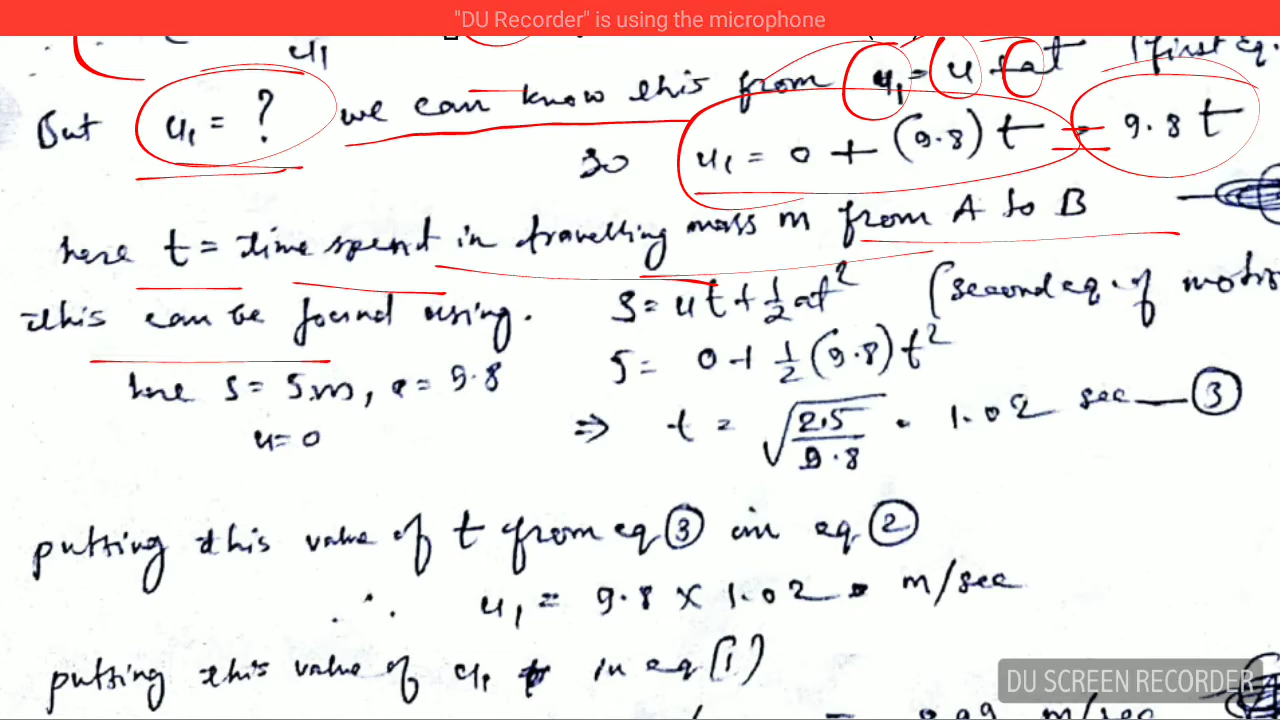 "DU Recorder" is using the microphone
u₁
But u₁ = ? we can know this from u₁ = u + at (first eq.
so u₁ = 0 + (9.8) t = 9.8 t
here t = time spent in travelling mass m from A to B
this can be found using. S = ut + ½ at² (second eq. of motio
5 = 0 + ½ (9.8) t²
here S = 5m, a = 9.8
u = 0
⇒ t = √(2.5/9.8) = 1.02 sec — ③
putting this value of t from eq ③ in eq ②
∴ u₁ = 9.8 × 1.02 m/sec
putting this value of u₁ in eq (1)
DU SCREEN RECORDER
m/sec